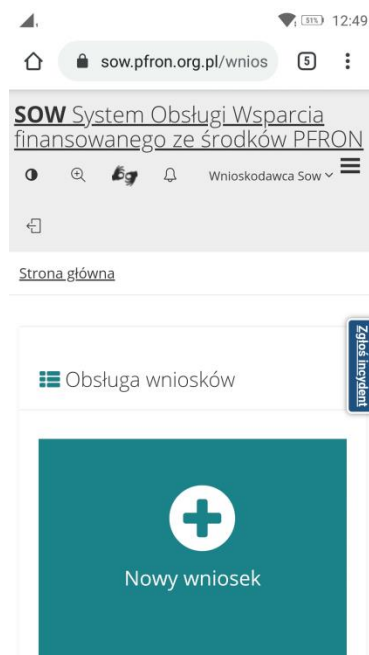 51% 12:49
sow.pfron.org.pl/wnios 5
SOW System Obsługi Wsparcia
finansowanego ze środków PFRON
Wnioskodawca Sow
Strona główna
Zgłoś incydent
Obsługa wniosków
Nowy wniosek